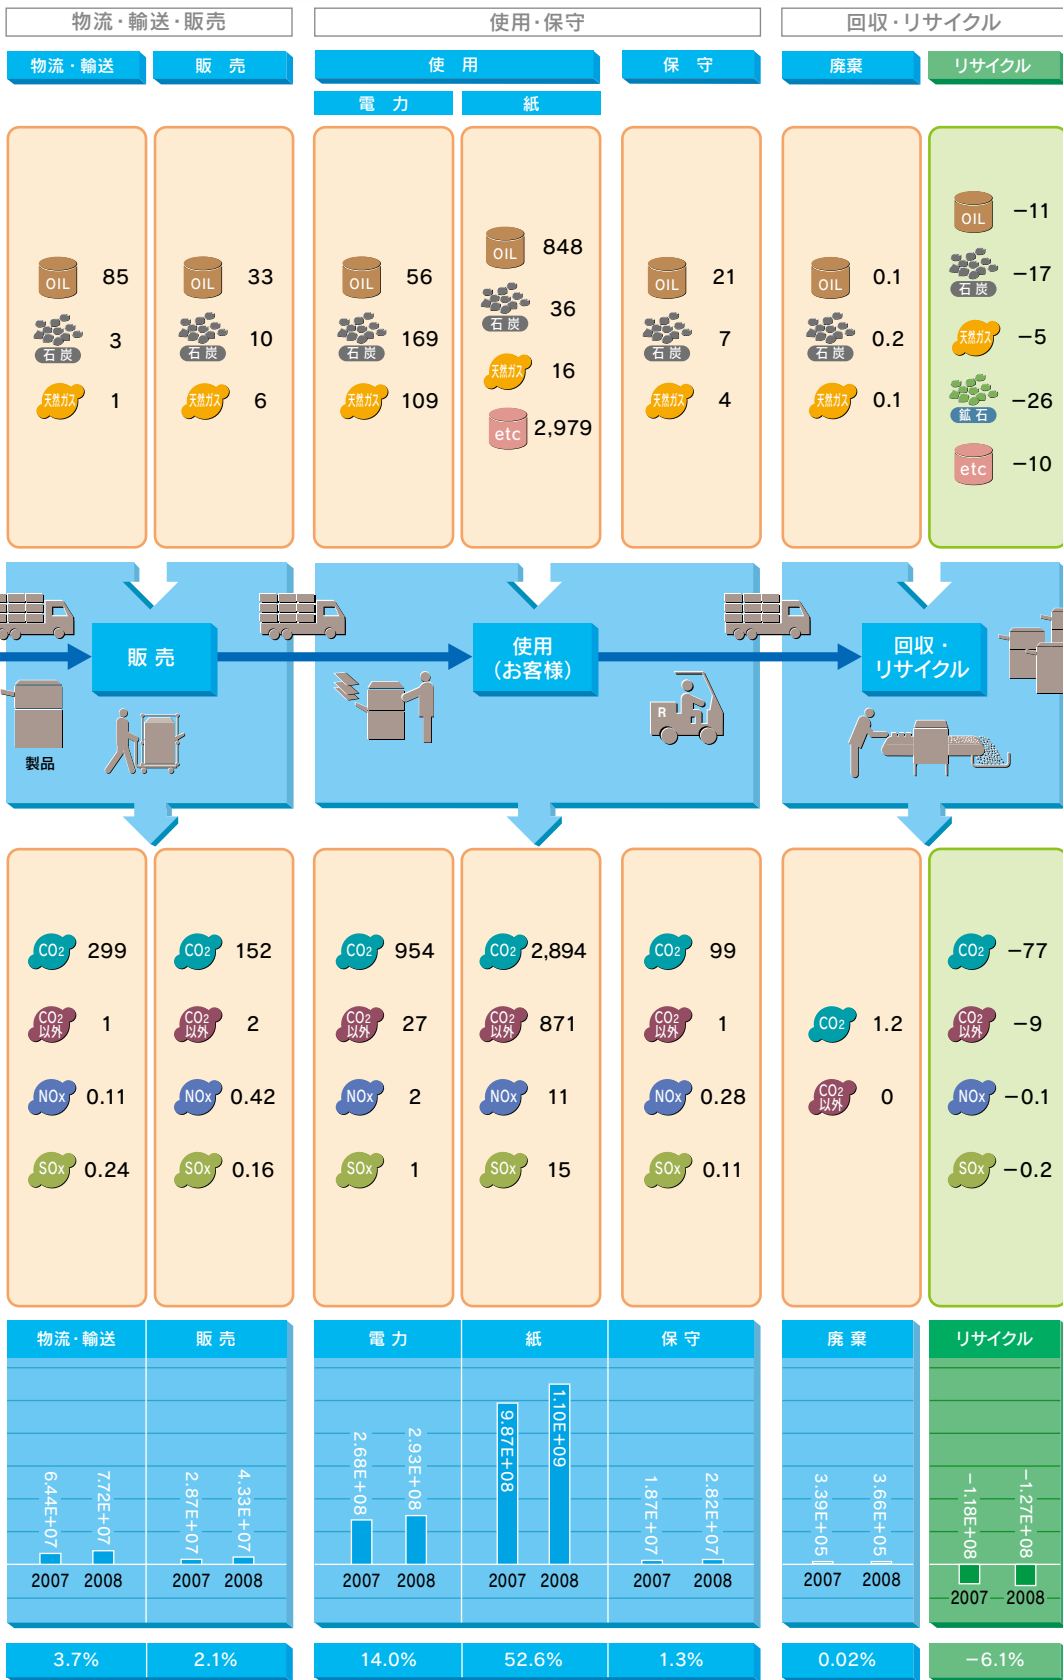 物流・輸送・販売
使用・保守
回収・リサイクル
物流・輸送
販 売
使 用
保 守
廃棄
リサイクル
電 力
紙
OIL 85
石炭 3
天然ガス 1
OIL 33
石炭 10
天然ガス 6
OIL 56
石炭 169
天然ガス 109
OIL 848
石炭 36
天然ガス 16
etc 2,979
OIL 21
石炭 7
天然ガス 4
OIL 0.1
石炭 0.2
天然ガス 0.1
OIL −11
石炭 −17
天然ガス −5
鉱石 −26
etc −10
販 売
使用
（お客様）
回収・
リサイクル
製品
R
CO2 299
CO2以外 1
NOx 0.11
SOx 0.24
CO2 152
CO2以外 2
NOx 0.42
SOx 0.16
CO2 954
CO2以外 27
NOx 2
SOx 1
CO2 2,894
CO2以外 871
NOx 11
SOx 15
CO2 99
CO2以外 1
NOx 0.28
SOx 0.11
CO2 1.2
CO2以外 0
CO2 −77
CO2以外 −9
NOx −0.1
SOx −0.2
物流・輸送
販 売
電 力
紙
保 守
廃 棄
リサイクル
6.44E+07
7.72E+07
2.87E+07
4.33E+07
2.68E+08
2.93E+08
9.87E+08
1.10E+09
1.87E+07
2.82E+07
3.39E+05
3.66E+05
−1.18E+08
−1.27E+08
2007 2008
2007 2008
2007 2008
2007 2008
2007 2008
2007 2008
2007 2008
3.7%
2.1%
14.0%
52.6%
1.3%
0.02%
−6.1%